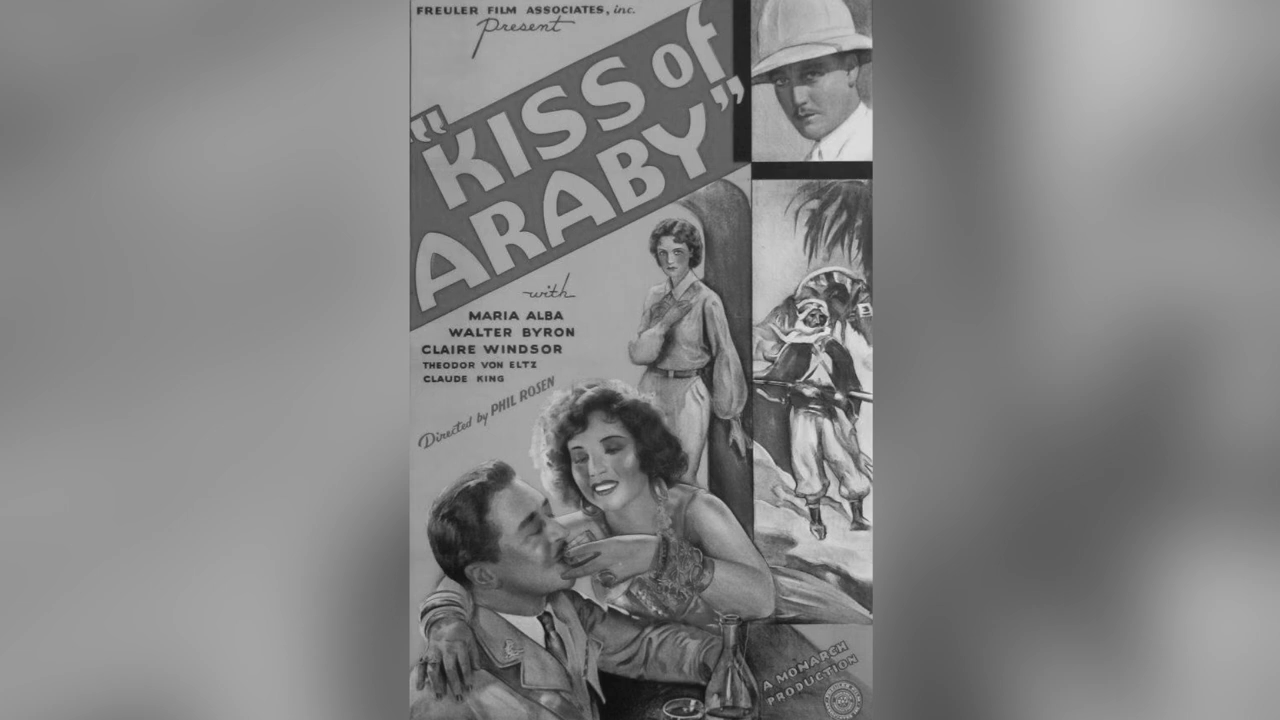 FREULER FILM ASSOCIATES, inc.
Present
"KISS of
ARABY"
with
MARIA ALBA
WALTER BYRON
CLAIRE WINDSOR
THEODOR VON ELTZ
CLAUDE KING
Directed by PHIL ROSEN
A MONARCH
PRODUCTION